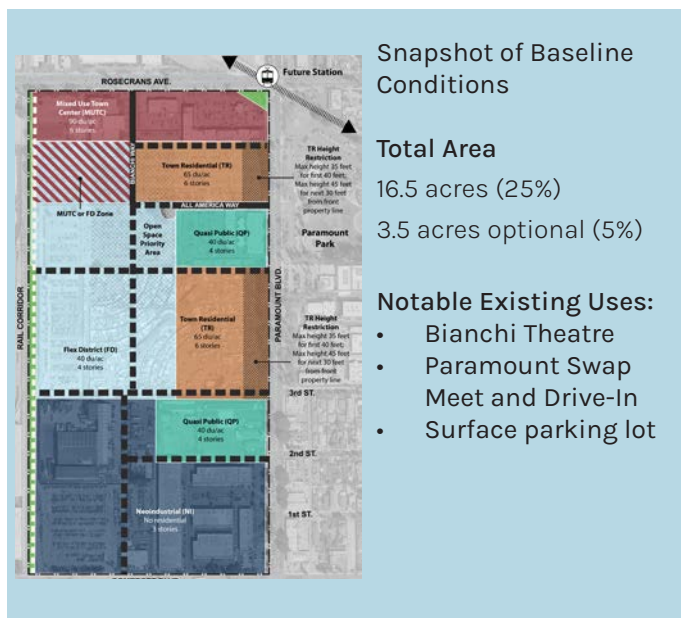 Snapshot of Baseline
Conditions
Total Area
16.5 acres (25%)
3.5 acres optional (5%)
Notable Existing Uses:
• Bianchi Theatre
• Paramount Swap
Meet and Drive-In
• Surface parking lot
ROSECRANS AVE.
Future Station
Mixed Use Town
Center (MUTC)
90 du/ac
6 stories
BIANCHI WAY
Town Residential (TR)
65 du/ac
6 stories
TR Height
Restriction
Max height 35 feet
for first 40 feet;
Max height 45 feet
for next 30 feet
from front
property line
MUTC or FD Zone
ALL AMERICA WAY
Open
Space
Priority
Area
Quasi Public (QP)
40 du/ac
4 stories
Paramount
Park
RAIL CORRIDOR
PARAMOUNT BLVD.
Flex District (FD)
40 du/ac
4 stories
Town Residential
(TR)
65 du/ac
6 stories
TR Height
Restriction
Max height 35 feet
for first 40 feet;
Max height 45 feet
for next 30 feet
from front
property line
3rd ST.
Quasi Public (QP)
40 du/ac
4 stories
2nd ST.
Neoindustrial (NI)
No residential
3 stories
1st ST.